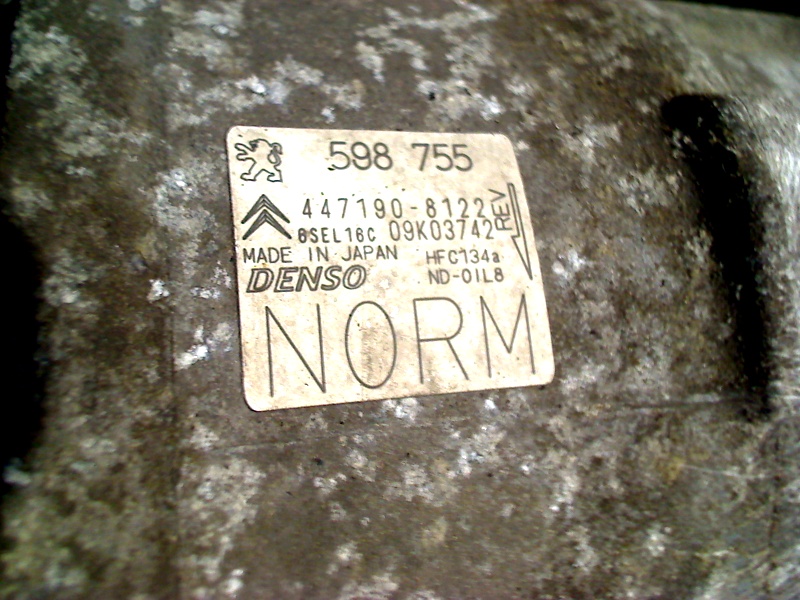 598 755
447190-8122
6SEL16C 09K03742
REV
MADE IN JAPAN HFC134a
DENSO ND-OIL8
NORM